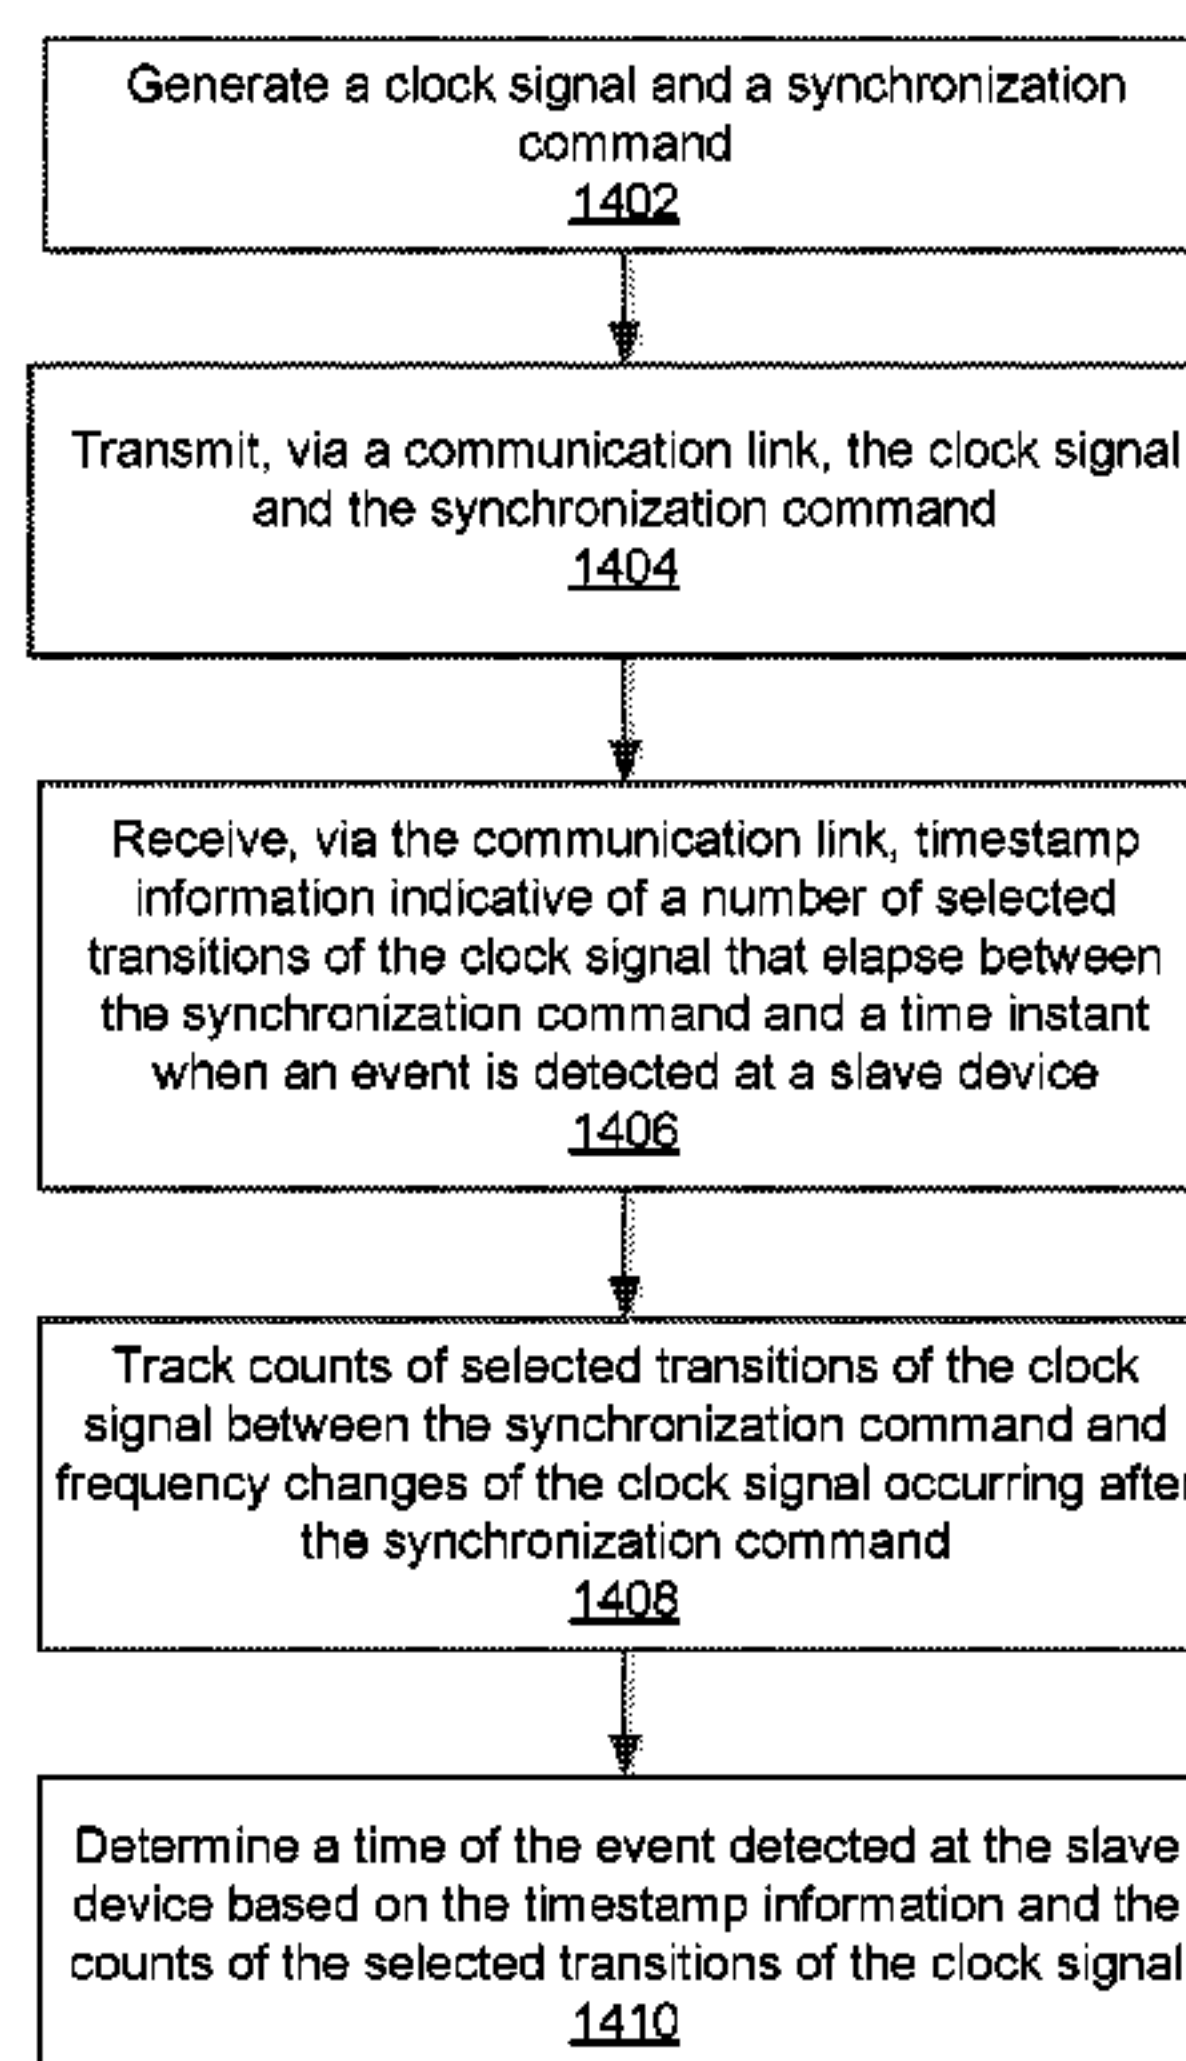 Generate a clock signal and a synchronization
command
1402
Transmit, via a communication link, the clock signal
and the synchronization command
1404
Receive, via the communication link, timestamp
information indicative of a number of selected
transitions of the clock signal that elapse between
the synchronization command and a time instant
when an event is detected at a slave device
1406
Track counts of selected transitions of the clock
signal between the synchronization command and
frequency changes of the clock signal occurring after
the synchronization command
1408
Determine a time of the event detected at the slave
device based on the timestamp information and the
counts of the selected transitions of the clock signal
1410